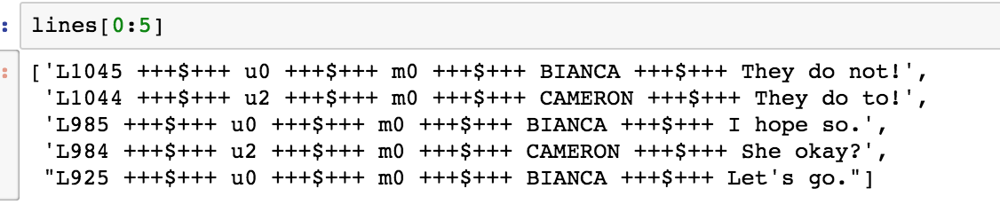 lines[0:5]
['L1045 +++$+++ u0 +++$+++ m0 +++$+++ BIANCA +++$+++ They do not!',
'L1044 +++$+++ u2 +++$+++ m0 +++$+++ CAMERON +++$+++ They do to!',
'L985 +++$+++ u0 +++$+++ m0 +++$+++ BIANCA +++$+++ I hope so.',
'L984 +++$+++ u2 +++$+++ m0 +++$+++ CAMERON +++$+++ She okay?',
"L925 +++$+++ u0 +++$+++ m0 +++$+++ BIANCA +++$+++ Let's go."]